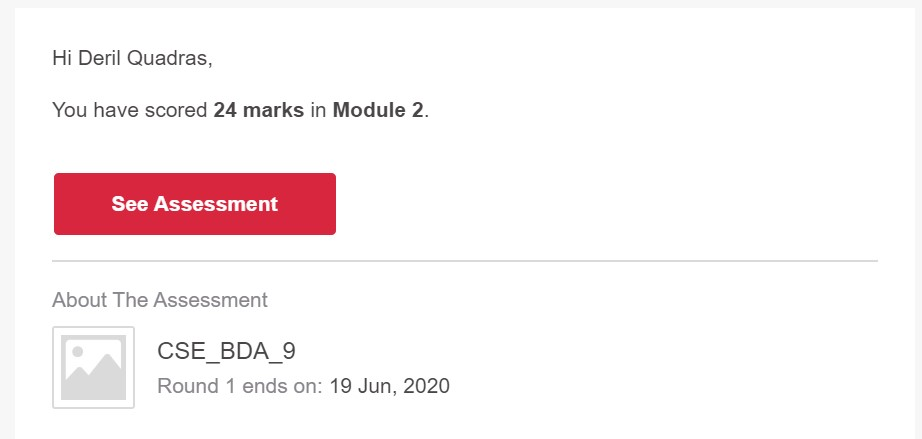 Hi Deril Quadras,
You have scored 24 marks in Module 2.
See Assessment
About The Assessment
CSE_BDA_9
Round 1 ends on: 19 Jun, 2020